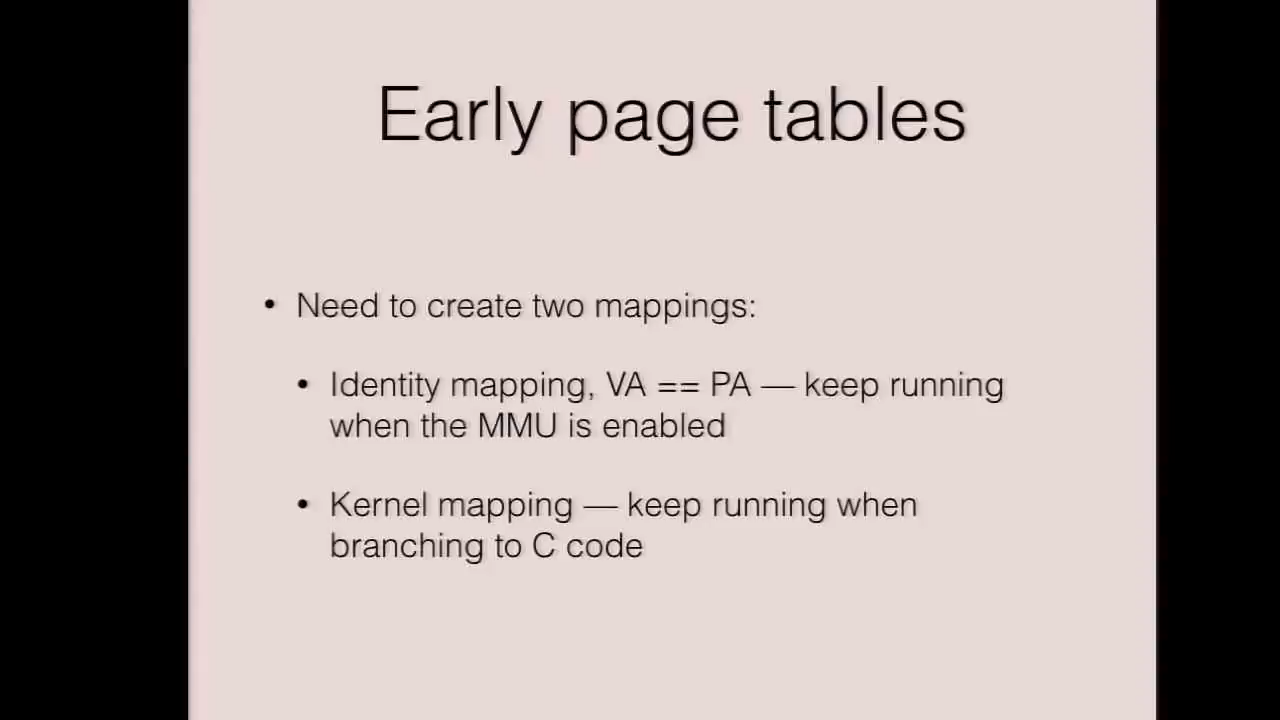 Early page tables
• Need to create two mappings:
• Identity mapping, VA == PA — keep running
when the MMU is enabled
• Kernel mapping — keep running when
branching to C code